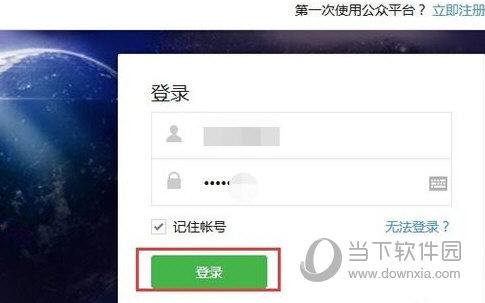 第一次使用公众平台？ 立即注册
登录
记住帐号 无法登录？
登录
当下软件园
www.downxia.com